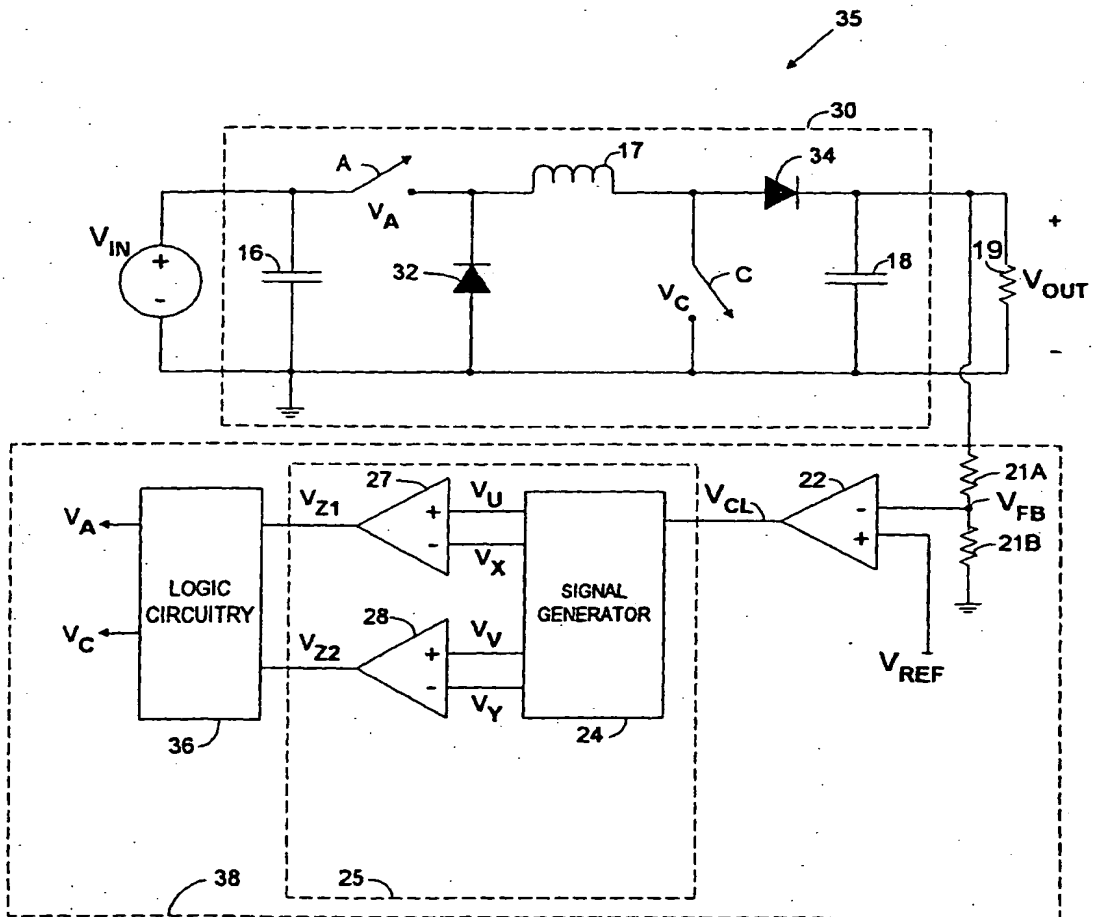 35
30
A
17
34
V_A
V_IN
+
-
16
32
V_C
C
18
19
+
V_OUT
-
27
V_Z1
V_U
+
-
V_X
V_CL
22
-
+
21A
V_FB
21B
V_A
V_C
LOGIC
CIRCUITRY
SIGNAL
GENERATOR
28
V_Z2
V_V
+
-
V_Y
V_REF
36
24
38
25